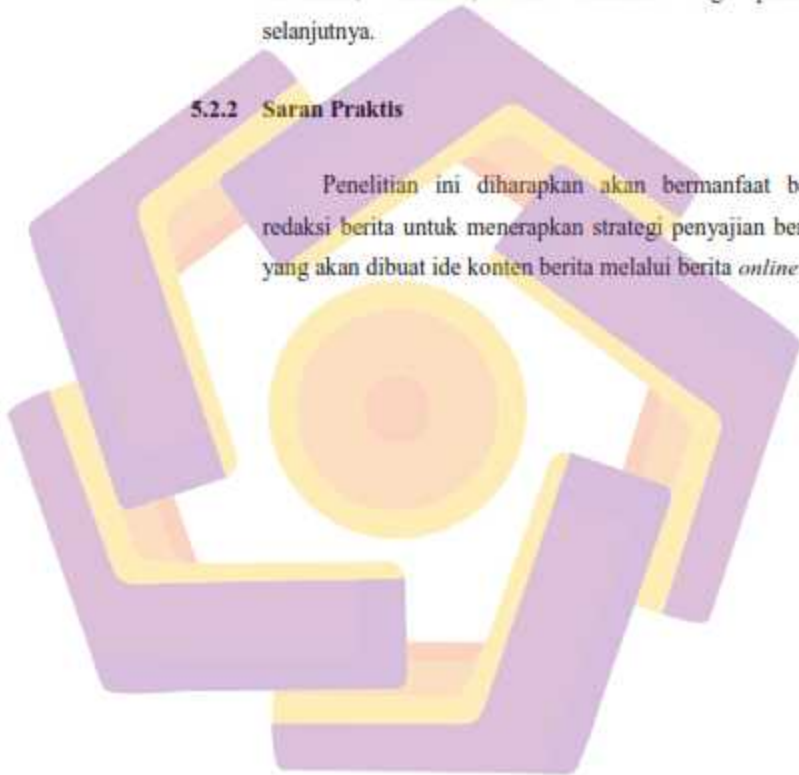 selanjutnya.
5.2.2 Saran Praktis
Penelitian ini diharapkan akan bermanfaat b
redaksi berita untuk menerapkan strategi penyajian ber
yang akan dibuat ide konten berita melalui berita online